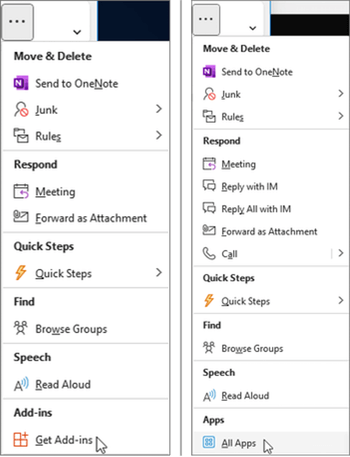 Move & Delete
Send to OneNote
Junk
Rules
Respond
Meeting
Forward as Attachment
Quick Steps
Quick Steps
Find
Browse Groups
Speech
Read Aloud
Add-ins
Get Add-ins
Move & Delete
Send to OneNote
Junk
Rules
Respond
Meeting
Reply with IM
Reply All with IM
Forward as Attachment
Call
Quick Steps
Quick Steps
Find
Browse Groups
Speech
Read Aloud
Apps
All Apps